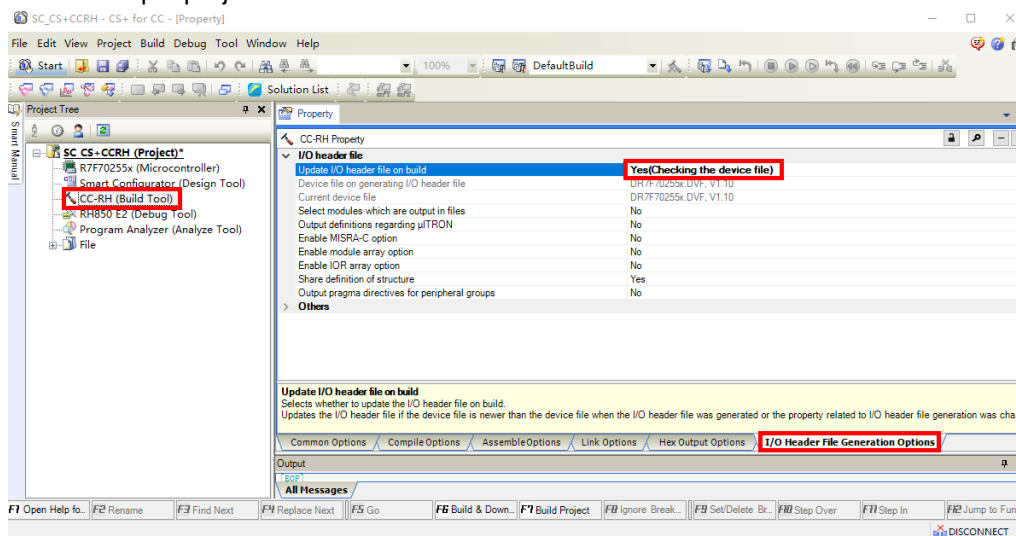 SC_CS+CCRH - CS+ for CC - [Property]
File Edit View Project Build Debug Tool Window Help
Start 100% DefaultBuild
Solution List
Project Tree
Property
Smart Manual
CC-RH Property
SC_CS+CCRH (Project)*
R7F70255x (Microcontroller)
Smart Configurator (Design Tool)
CC-RH (Build Tool)
RH850 E2 (Debug Tool)
Program Analyzer (Analyze Tool)
File
I/O header file
Update I/O header file on build Yes(Checking the device file)
Device file on generating I/O header file DR7F70255x.DVF, V1.10
Current device file DR7F70255x.DVF, V1.10
Select modules which are output in files No
Output definitions regarding µITRON No
Enable MISRA-C option No
Enable module array option No
Enable IOR array option No
Share definition of structure Yes
Output pragma directives for peripheral groups No
Others
Update I/O header file on build
Selects whether to update the I/O header file on build.
Updates the I/O header file if the device file is newer than the device file when the I/O header file was generated or the property related to I/O header file generation was cha
Common Options Compile Options Assemble Options Link Options Hex Output Options I/O Header File Generation Options
Output
[EOF]
All Messages
F1 Open Help fo... F2 Rename F3 Find Next F4 Replace Next F5 Go F6 Build & Down... F7 Build Project F8 Ignore Break... F9 Set/Delete Br... F10 Step Over F11 Step In F12 Jump to Fun
DISCONNECT